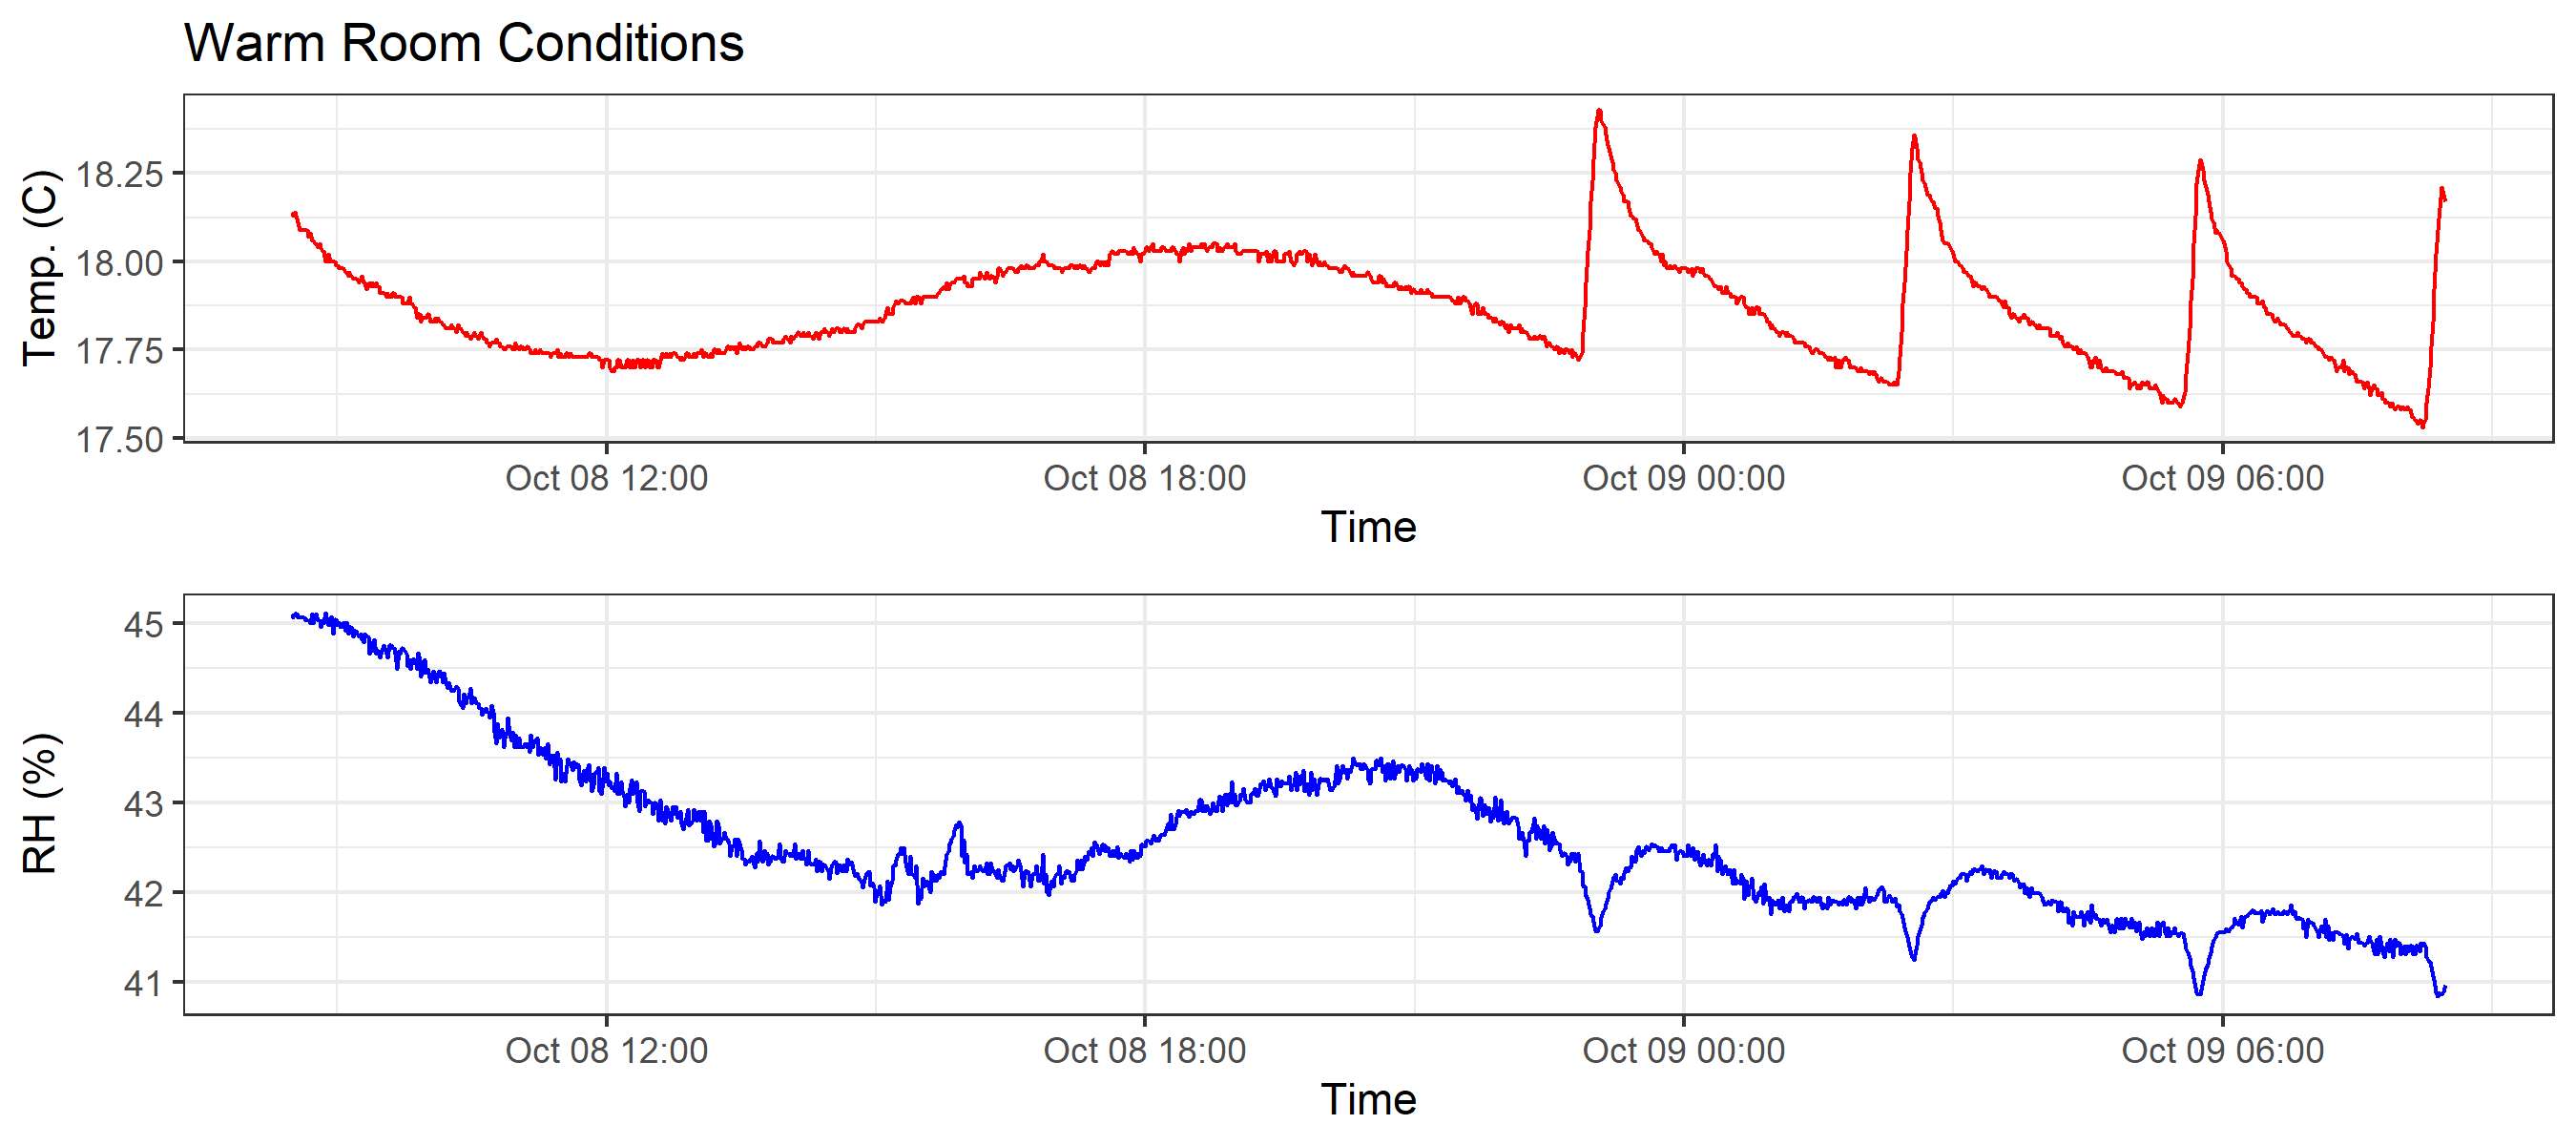 Warm Room Conditions
Temp. (C)
18.25
18.00
17.75
17.50
Oct 08 12:00 Oct 08 18:00 Oct 09 00:00 Oct 09 06:00
Time
RH (%)
45
44
43
42
41
Oct 08 12:00 Oct 08 18:00 Oct 09 00:00 Oct 09 06:00
Time